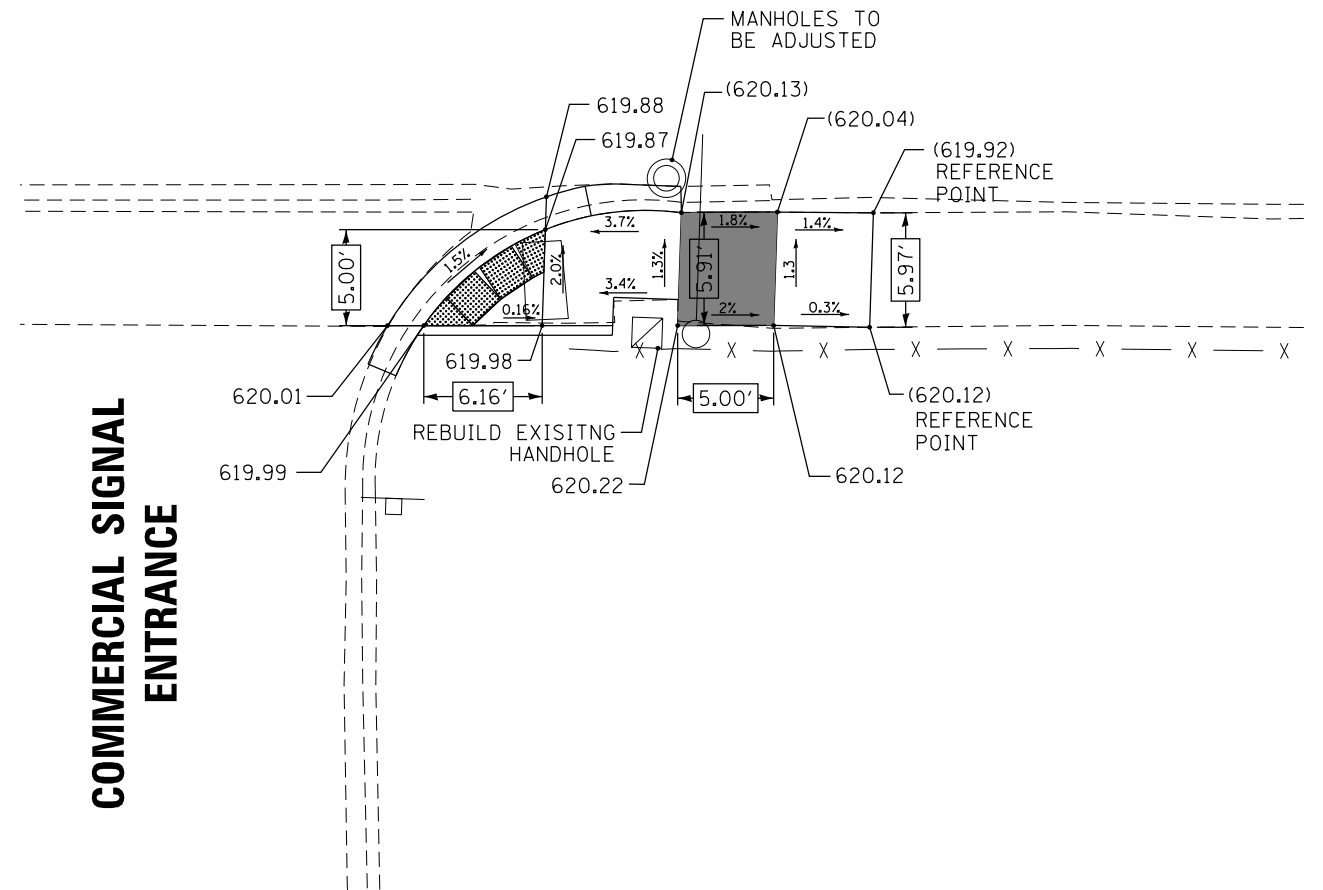 MANHOLES TO
BE ADJUSTED
(620.13)
619.88
(620.04)
619.87
(619.92)
REFERENCE
POINT
3.7%
1.8%
1.4%
5.00'
1.5%
2.0%
1.3%
5.91'
1.3
5.97'
3.4%
0.16%
2%
0.3%
X X X X X X X X
619.98
620.01
6.16'
5.00'
(620.12)
REFERENCE
POINT
REBUILD EXISITNG
HANDHOLE
619.99
620.22
620.12
COMMERCIAL SIGNAL
ENTRANCE